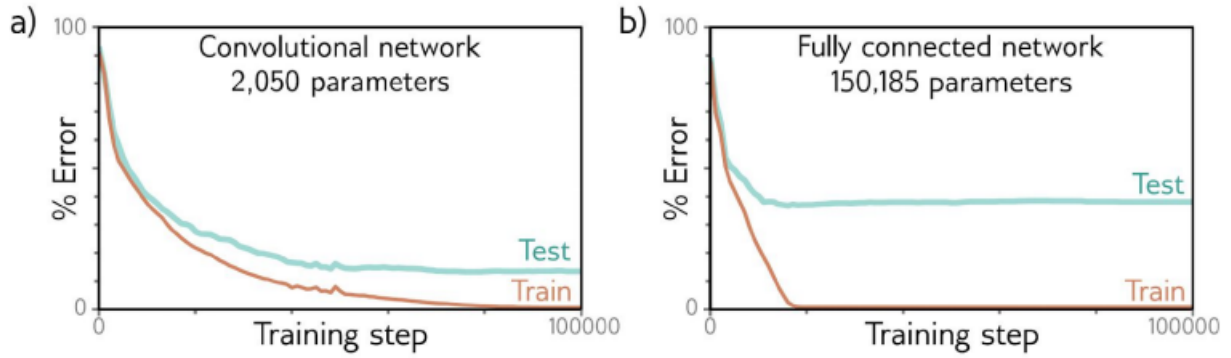 a)
100
Convolutional network
2,050 parameters
% Error
Test
Train
0
0
Training step
100000
b)
100
Fully connected network
150,185 parameters
% Error
Test
Train
0
0
Training step
100000